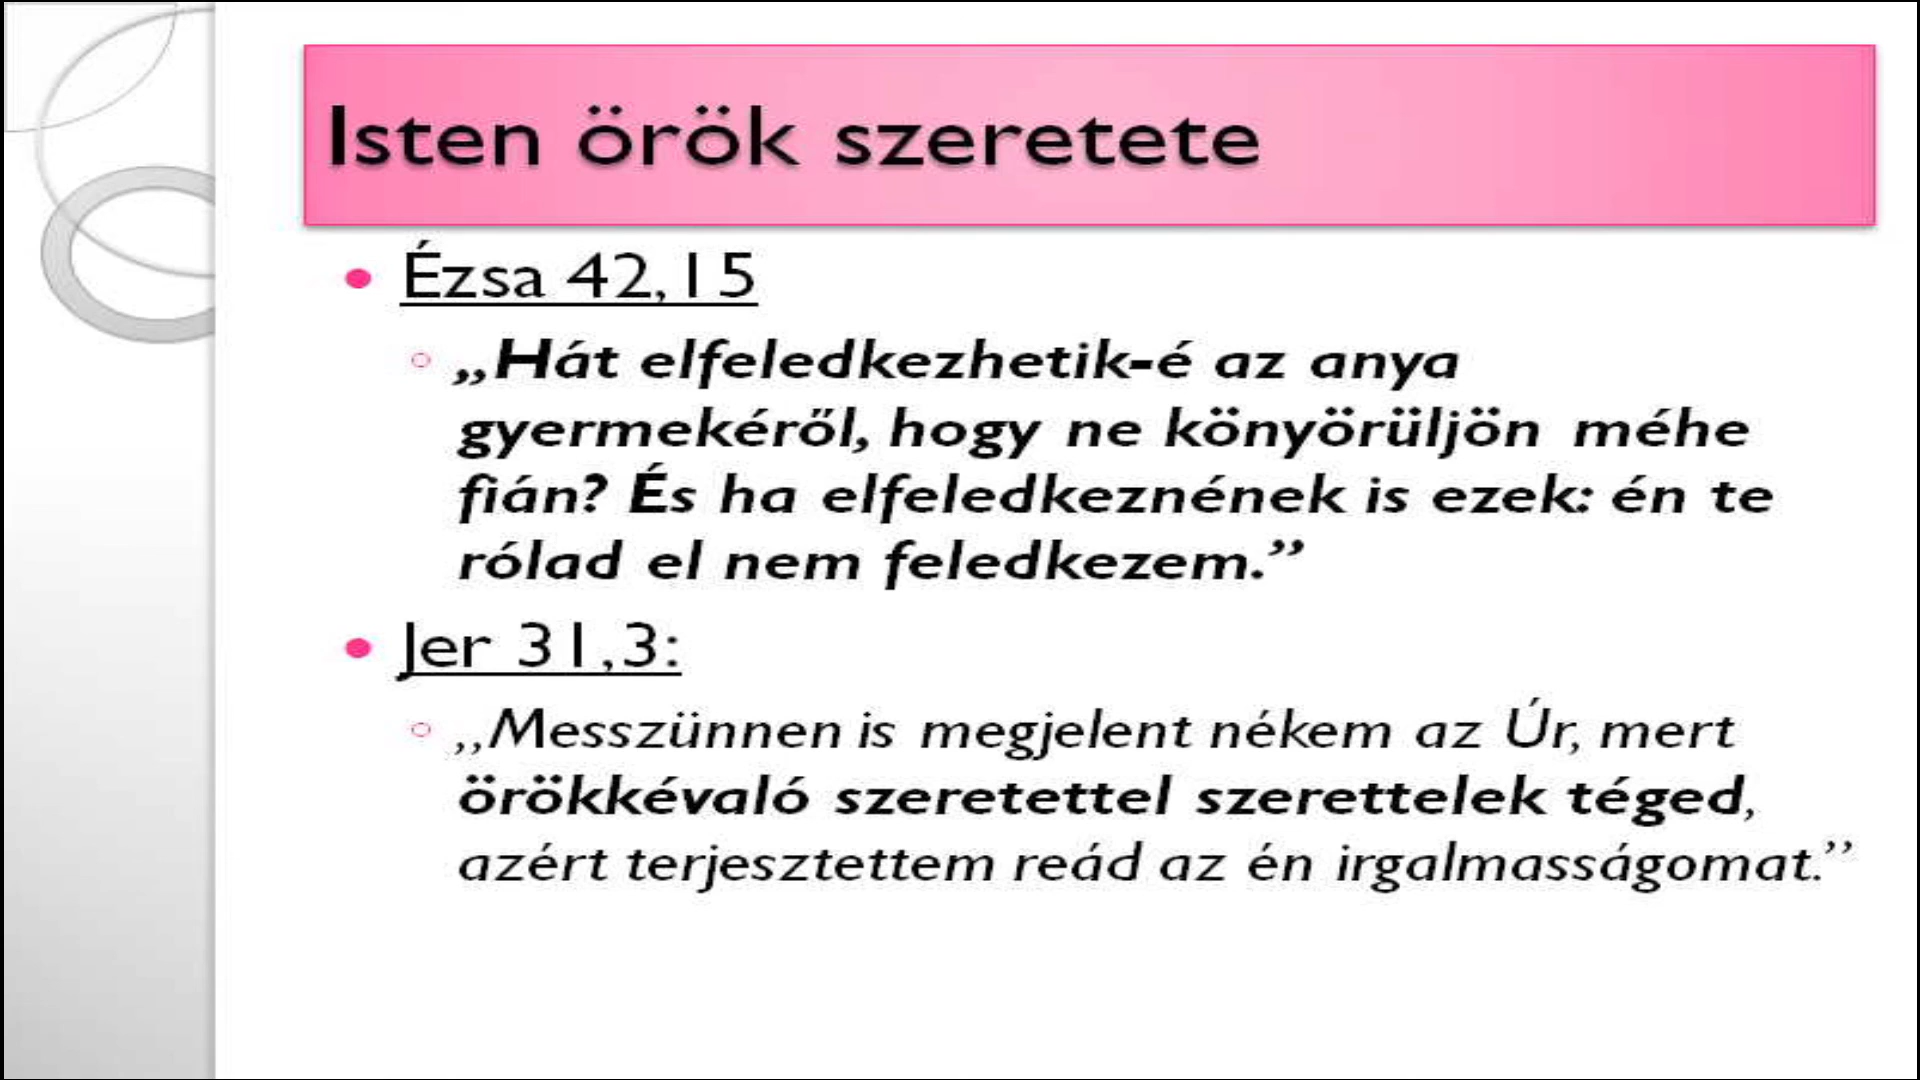 Isten örök szeretete
Ézsa 42,15
„Hát elfeledkezhetik-é az anya
gyermekéről, hogy ne könyörüljön méhe
fián? És ha elfeledkeznének is ezek: én te
rólad el nem feledkezem.”
Jer 31,3:
„Messzünnen is megjelent nékem az Úr, mert
örökkévaló szeretettel szerettelek téged,
azért terjesztettem reád az én irgalmasságomat.”